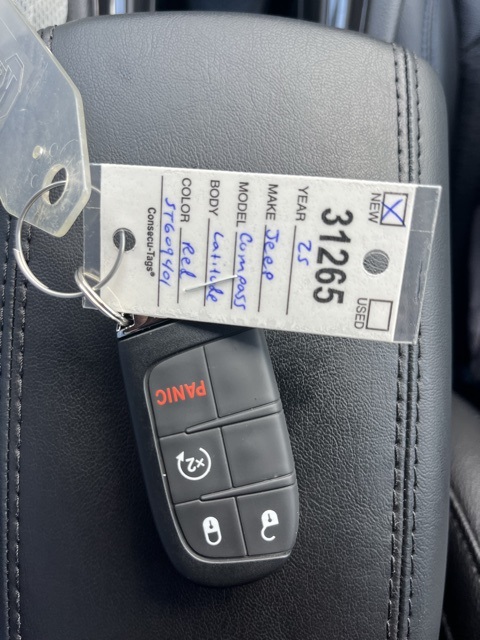 NEW X USED
31265
YEAR 25
MAKE Jeep
MODEL Compass
BODY Latitude
COLOR Red
ST609401
Consecu-Tags®
PANIC
x2